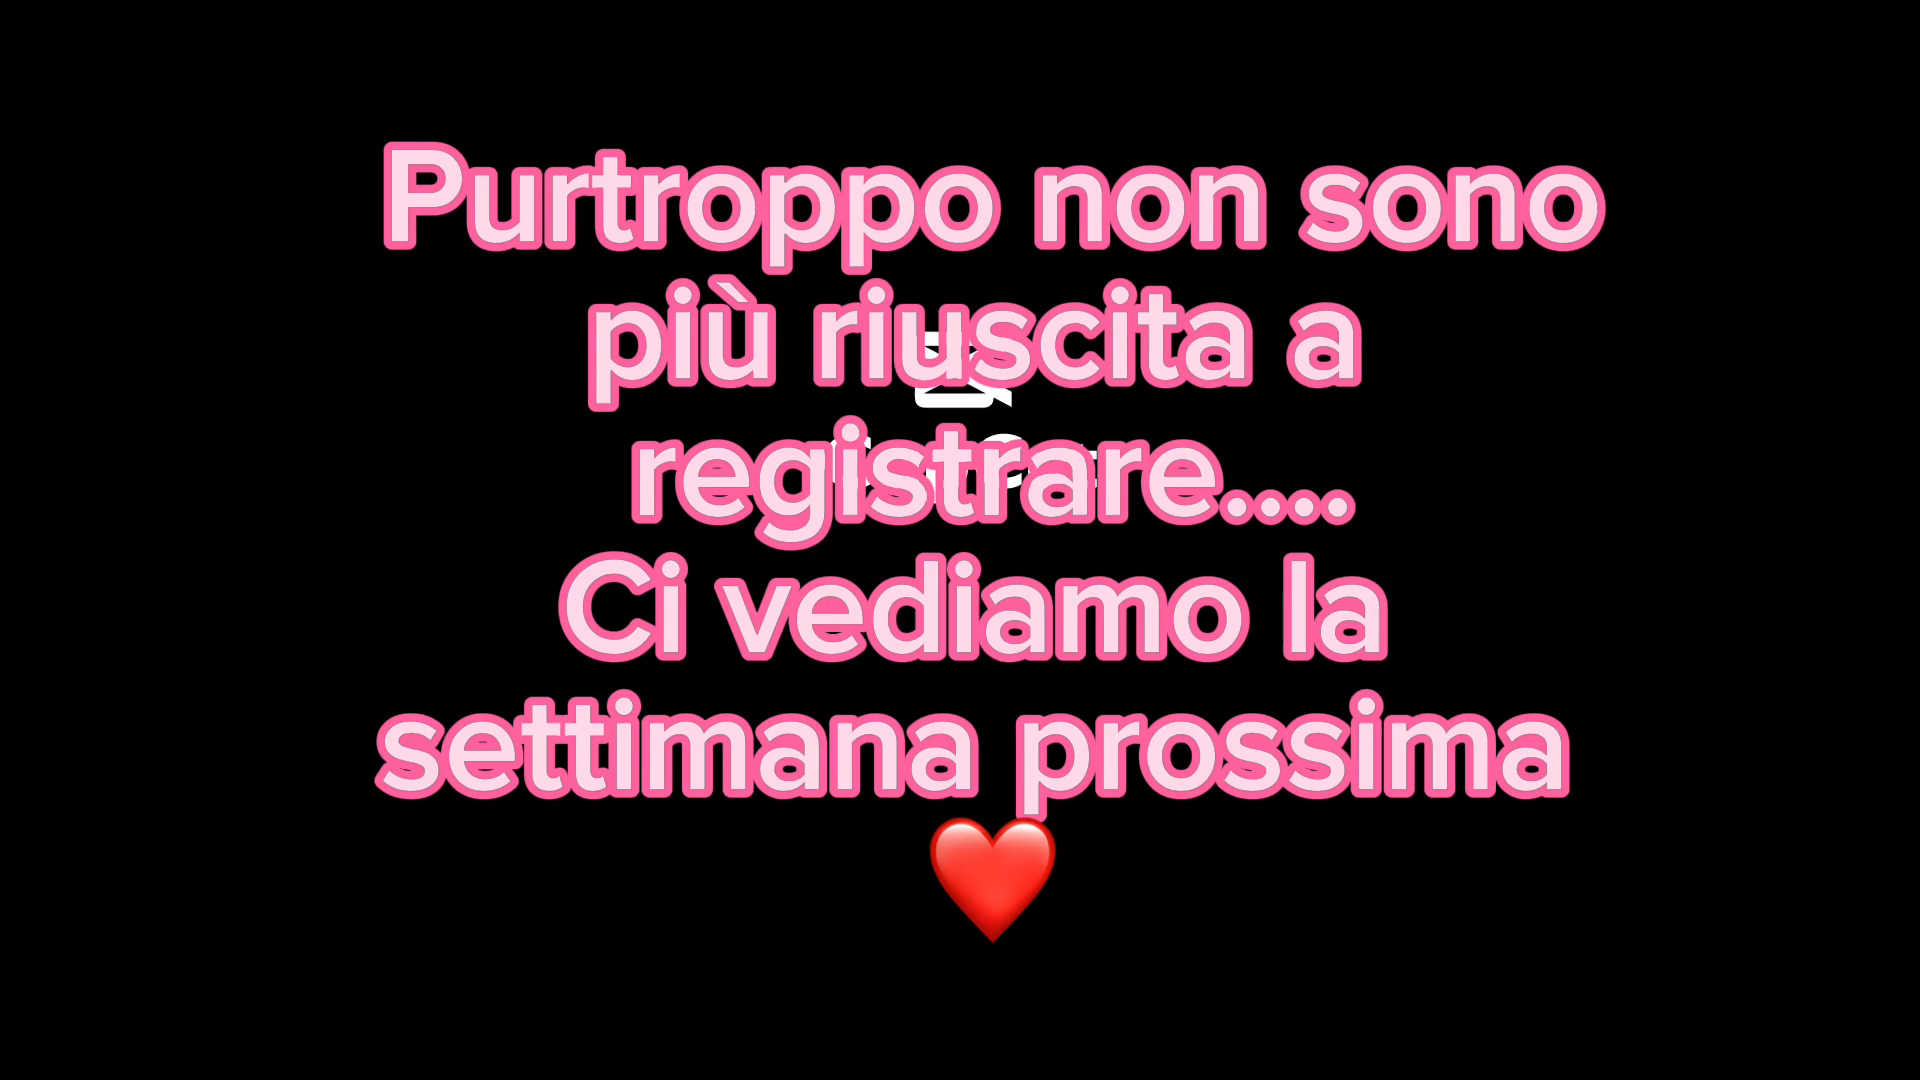 Purtroppo non sono
più riuscita a
registrare....
Ci vediamo la
settimana prossima
❤️